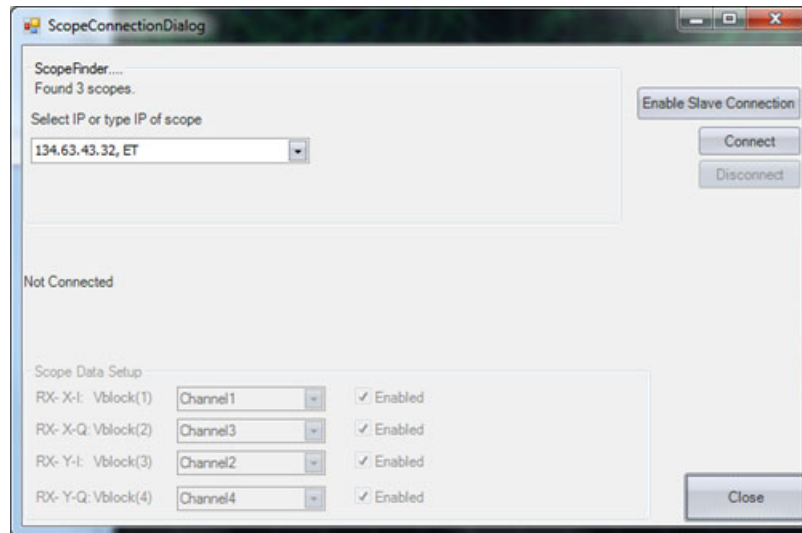 ScopeConnectionDialog
ScopeFinder....
Found 3 scopes.
Select IP or type IP of scope
134.63.43.32, ET
Enable Slave Connection
Connect
Disconnect
Not Connected
Scope Data Setup
RX- X-I: Vblock(1) Channel1 Enabled
RX- X-Q: Vblock(2) Channel3 Enabled
RX- Y-I: Vblock(3) Channel2 Enabled
RX- Y-Q: Vblock(4) Channel4 Enabled
Close